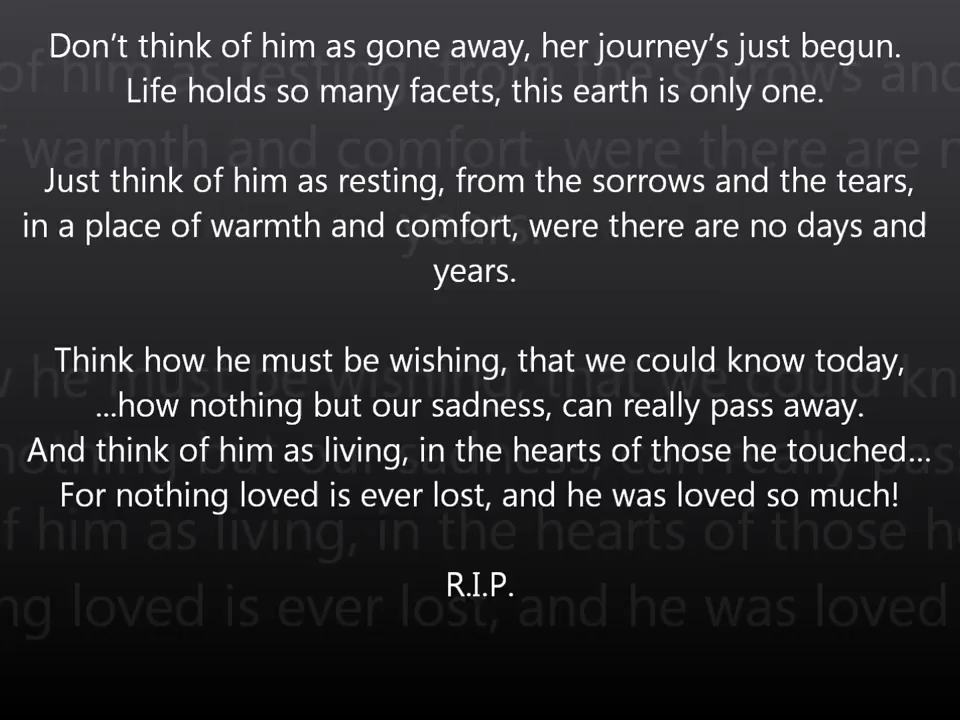 Don’t think of him as gone away, her journey’s just begun.
Life holds so many facets, this earth is only one.
Just think of him as resting, from the sorrows and the tears,
in a place of warmth and comfort, were there are no days and
years.
Think how he must be wishing, that we could know today,
...how nothing but our sadness, can really pass away.
And think of him as living, in the hearts of those he touched...
For nothing loved is ever lost, and he was loved so much!
R.I.P.